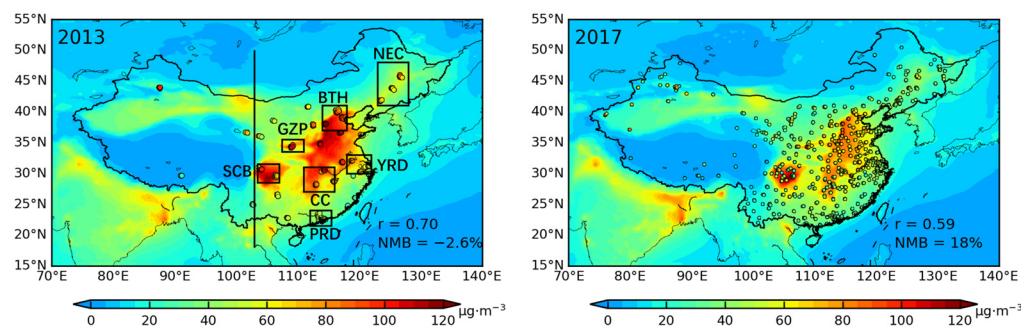 55°N
50°N
45°N
40°N
35°N
30°N
25°N
20°N
15°N
2013
NEC
BTH
GZP
SCB
YRD
CC
PRD
r = 0.70
NMB = −2.6%
70°E 80°E 90°E 100°E 110°E 120°E 130°E 140°E
0 20 40 60 80 100 120 μg·m⁻³
55°N
50°N
45°N
40°N
35°N
30°N
25°N
20°N
15°N
2017
r = 0.59
NMB = 18%
70°E 80°E 90°E 100°E 110°E 120°E 130°E 140°E
0 20 40 60 80 100 120 μg·m⁻³